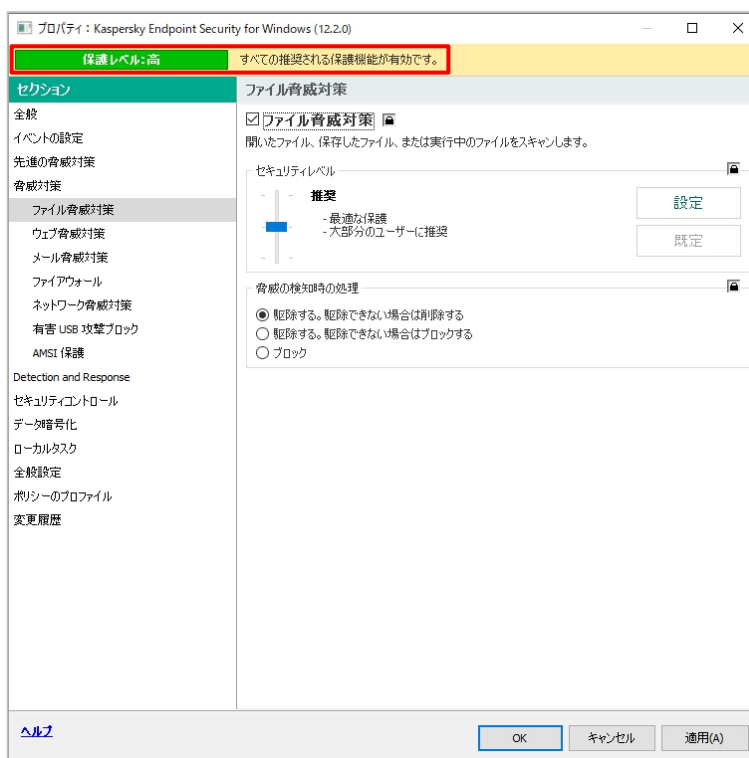 プロパティ：Kaspersky Endpoint Security for Windows (12.2.0)
保護レベル:高 すべての推奨される保護機能が有効です。
セクション
全般
イベントの設定
先進の脅威対策
脅威対策
ファイル脅威対策
ウェブ脅威対策
メール脅威対策
ファイアウォール
ネットワーク脅威対策
有害 USB 攻撃ブロック
AMSI 保護
Detection and Response
セキュリティコントロール
データ暗号化
ローカルタスク
全般設定
ポリシーのプロファイル
変更履歴
ファイル脅威対策
ファイル脅威対策
開いたファイル、保存したファイル、または実行中のファイルをスキャンします。
セキュリティレベル
推奨
- 最適な保護
- 大部分のユーザーに推奨
設定
既定
脅威の検知時の処理
駆除する。駆除できない場合は削除する
駆除する。駆除できない場合はブロックする
ブロック
ヘルプ
OK キャンセル 適用(A)